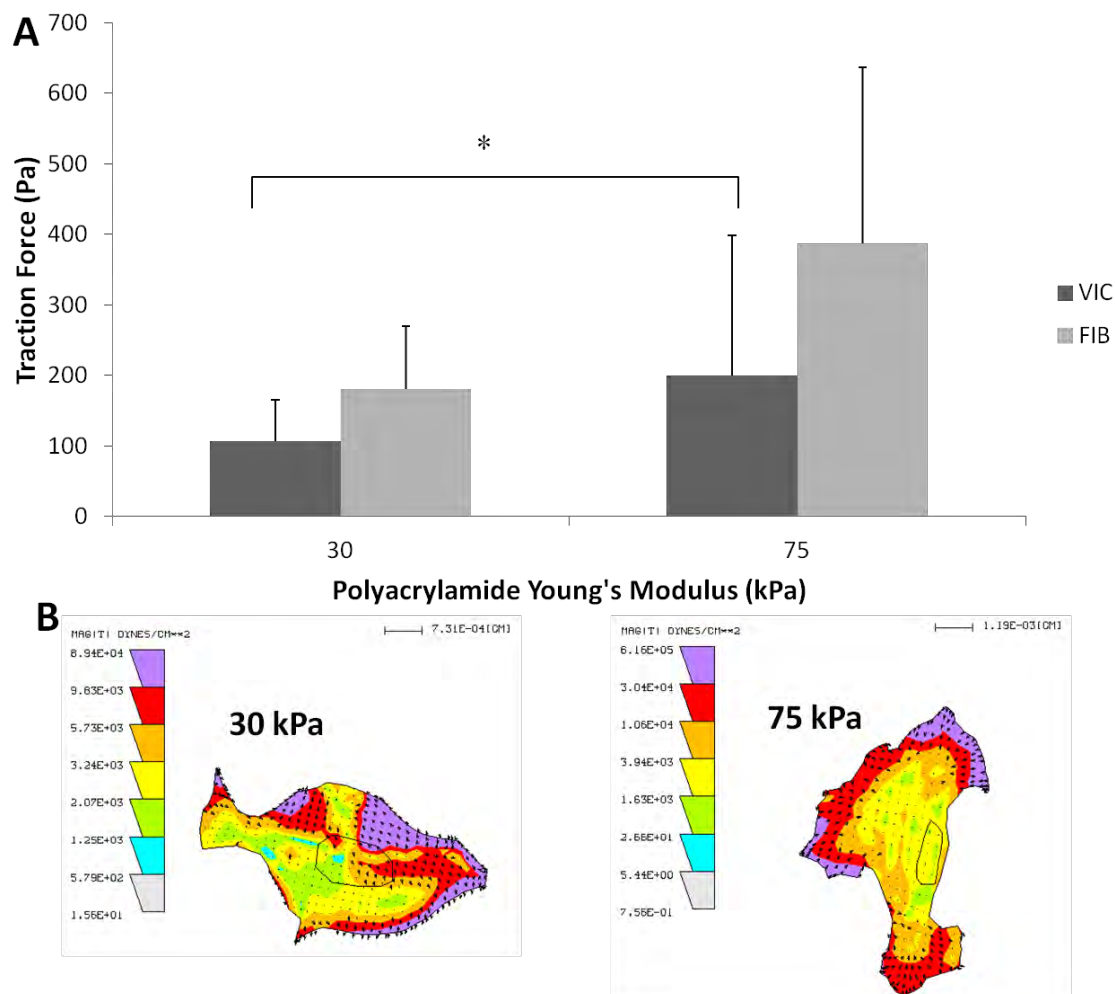 A
700
600
500
400
300
200
100
0
*
Traction Force (Pa)
VIC
FIB
30
75
Polyacrylamide Young's Modulus (kPa)
B
MAG(T) DYNES/CM**2
7.31E-04(CM)
8.94E+04
9.83E+03
5.73E+03
3.24E+03
2.07E+03
1.25E+03
5.79E+02
1.56E+01
30 kPa
MAG(T) DYNES/CM**2
1.19E-03(CM)
6.16E+05
3.04E+04
1.06E+04
3.94E+03
1.63E+03
2.66E+01
5.44E+00
7.56E-01
75 kPa